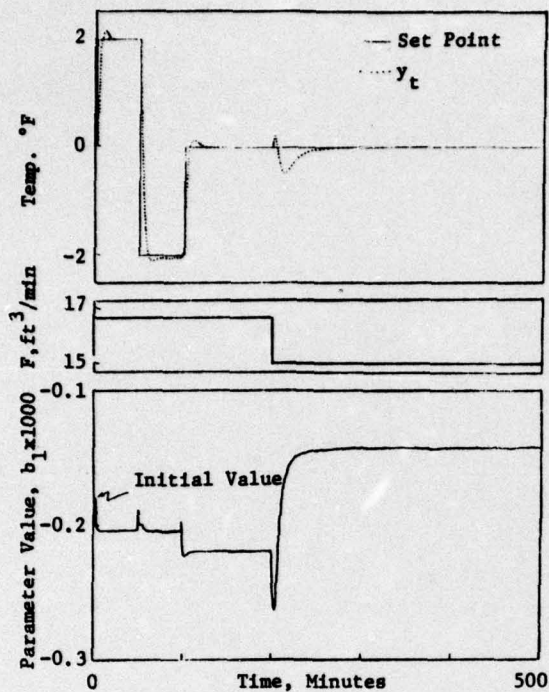 Set Point
y_t
2
0
-2
Temp. °F
17
15
F,ft³/min
-0.1
-0.2
-0.3
Parameter Value, b₁x1000
Initial Value
0
500
Time, Minutes